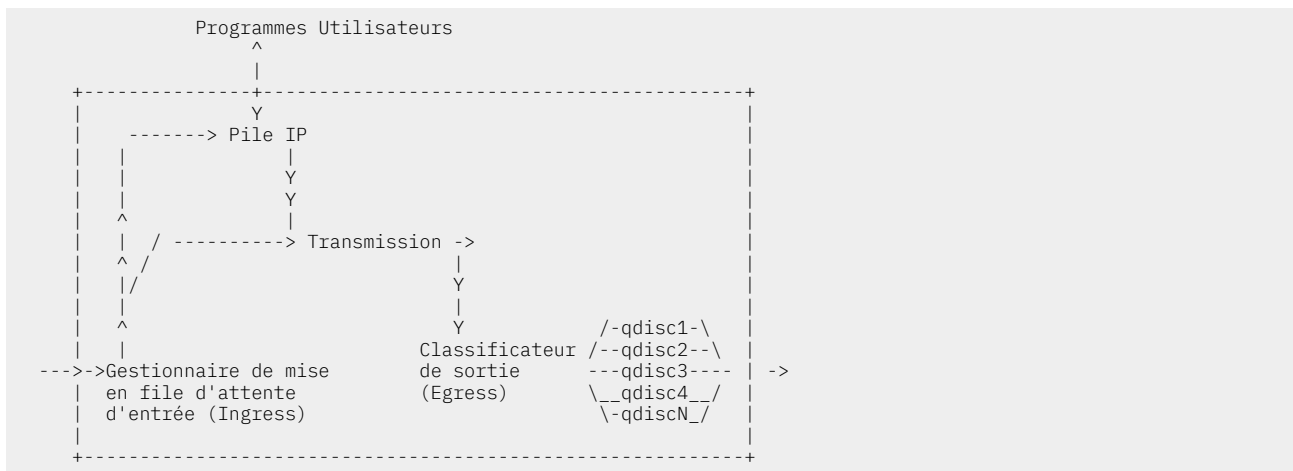 Programmes Utilisateurs
^
|
+---------------+-----------------------------------------+
| Y |
| -------> Pile IP |
| | | |
| | Y |
| | Y |
| ^ | |
| | / ----------> Transmission -> |
| ^ / | |
| |/ Y |
| | | |
| ^ Y /-qdisc1-\ |
| | Classificateur /--qdisc2--\ |
--->->Gestionnaire de mise de sortie ---qdisc3---- | ->
| en file d'attente (Egress) \__qdisc4__/ |
| d'entrée (Ingress) \-qdiscN_/ |
| |
+---------------------------------------------------------+